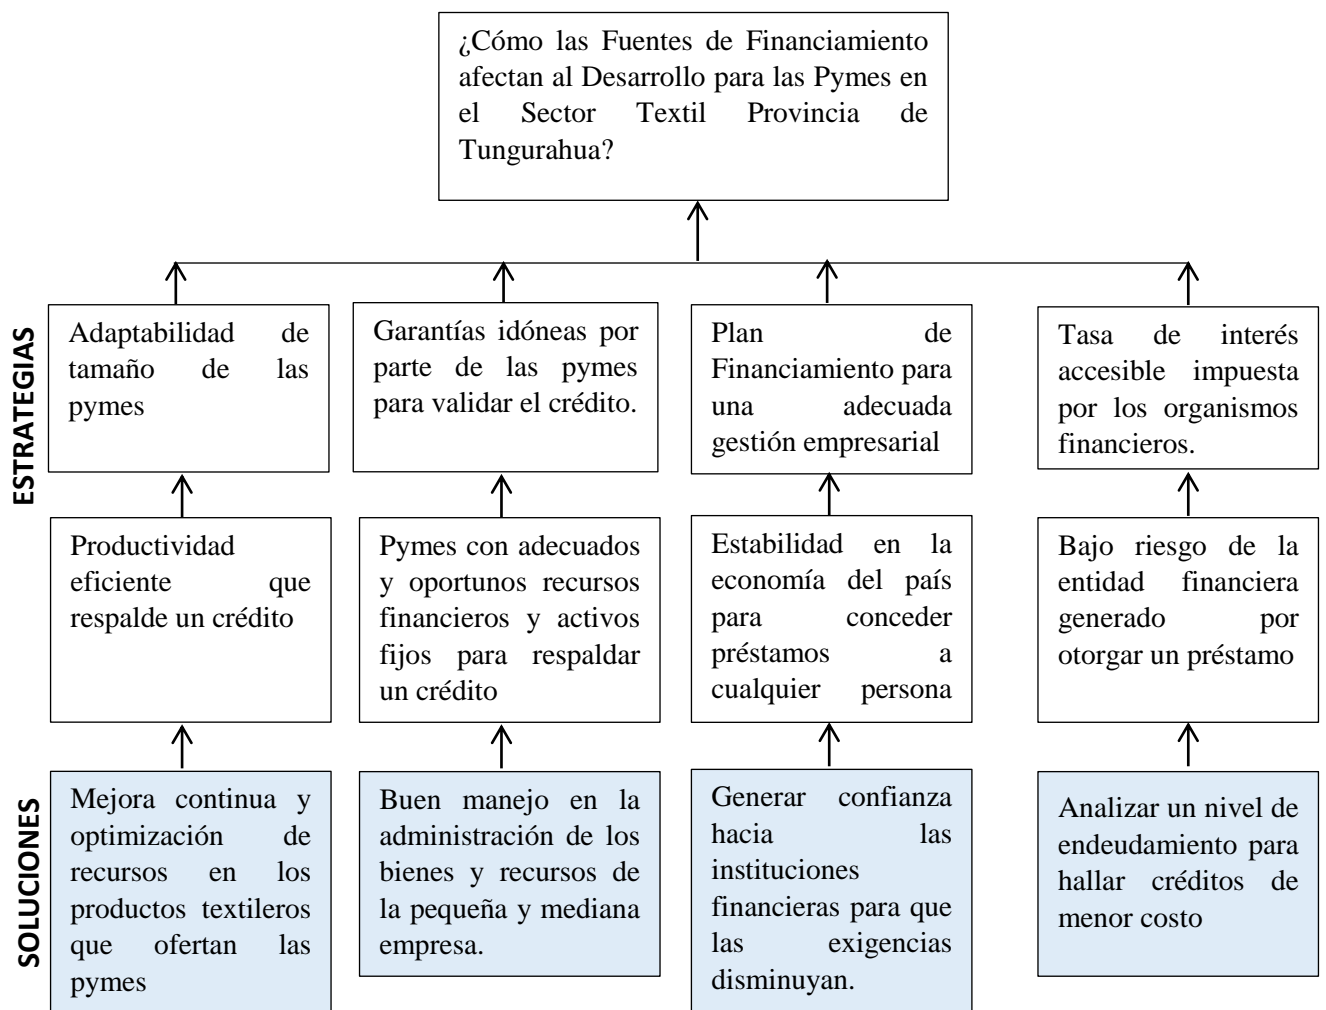 ¿Cómo las Fuentes de Financiamiento
afectan al Desarrollo para las Pymes en
el Sector Textil Provincia de
Tungurahua?
ESTRATEGIAS
Adaptabilidad de
tamaño de las
pymes
Garantías idóneas por
parte de las pymes
para validar el crédito.
Plan de
Financiamiento para
una adecuada
gestión empresarial
Tasa de interés
accesible impuesta
por los organismos
financieros.
Productividad
eficiente que
respalde un crédito
Pymes con adecuados
y oportunos recursos
financieros y activos
fijos para respaldar
un crédito
Estabilidad en la
economía del país
para conceder
préstamos a
cualquier persona
Bajo riesgo de la
entidad financiera
generado por
otorgar un préstamo
SOLUCIONES
Mejora continua y
optimización de
recursos en los
productos textileros
que ofertan las
pymes
Buen manejo en la
administración de los
bienes y recursos de
la pequeña y mediana
empresa.
Generar confianza
hacia las
instituciones
financieras para que
las exigencias
disminuyan.
Analizar un nivel de
endeudamiento para
hallar créditos de
menor costo